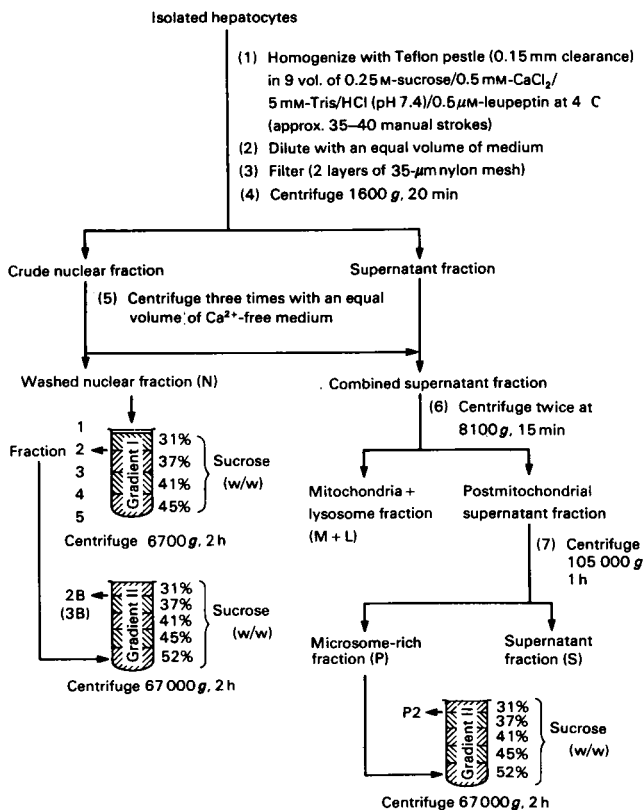 Isolated hepatocytes
(1) Homogenize with Teflon pestle (0.15 mm clearance)
in 9 vol. of 0.25 M-sucrose/0.5 mM-CaCl₂/
5 mM-Tris/HCl (pH 7.4)/0.5 μM-leupeptin at 4 C
(approx. 35–40 manual strokes)
(2) Dilute with an equal volume of medium
(3) Filter (2 layers of 35-μm nylon mesh)
(4) Centrifuge 1600 g, 20 min
Crude nuclear fraction
Supernatant fraction
(5) Centrifuge three times with an equal
volume of Ca²⁺-free medium
Washed nuclear fraction (N)
Combined supernatant fraction
(6) Centrifuge twice at
8100 g, 15 min
Fraction
1
2
3
4
5
Gradient I
31%
37%
41%
45%
Sucrose
(w/w)
Centrifuge 6700 g, 2 h
Mitochondria +
lysosome fraction
(M + L)
Postmitochondrial
supernatant fraction
(7) Centrifuge
105 000 g
1 h
2B
(3B)
Gradient II
31%
37%
41%
45%
52%
Sucrose
(w/w)
Centrifuge 67 000 g, 2 h
Microsome-rich
fraction (P)
Supernatant
fraction (S)
P2
Gradient II
31%
37%
41%
45%
52%
Sucrose
(w/w)
Centrifuge 67 000 g, 2 h